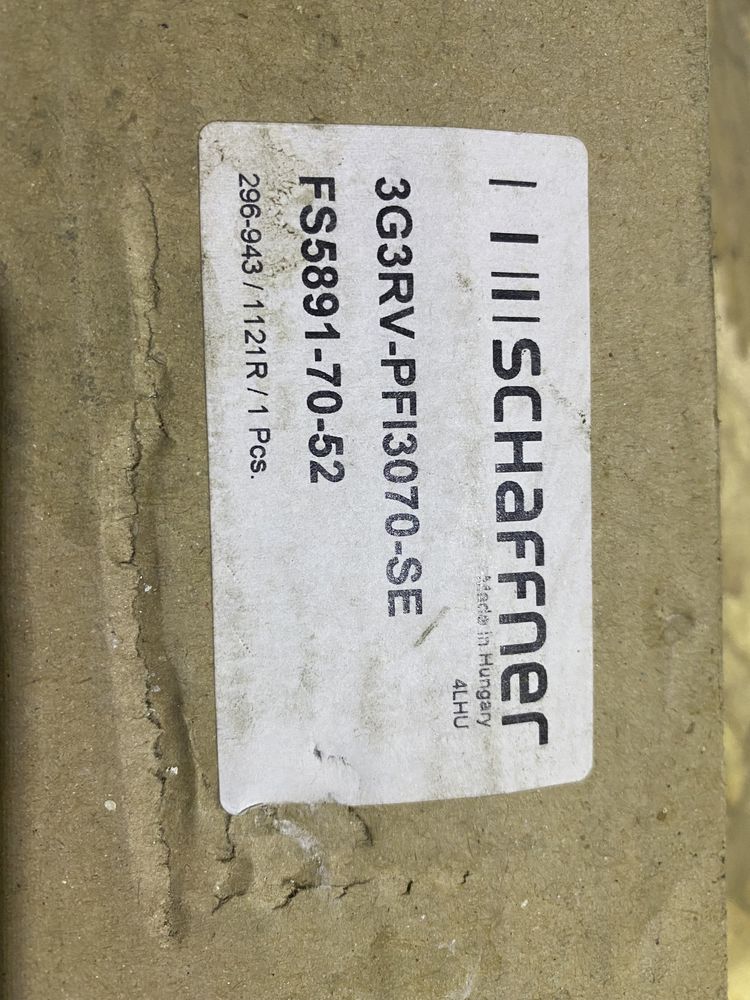 SCHAFFNER
Made in Hungary
4LHU
3G3RV-PFI3070-SE
FS5891-70-52
296-943 / 1121R / 1 Pcs.